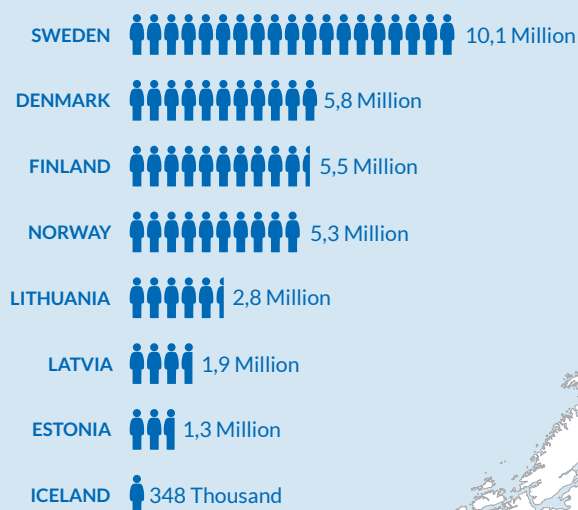 SWEDEN 10,1 Million
DENMARK 5,8 Million
FINLAND 5,5 Million
NORWAY 5,3 Million
LITHUANIA 2,8 Million
LATVIA 1,9 Million
ESTONIA 1,3 Million
ICELAND 348 Thousand